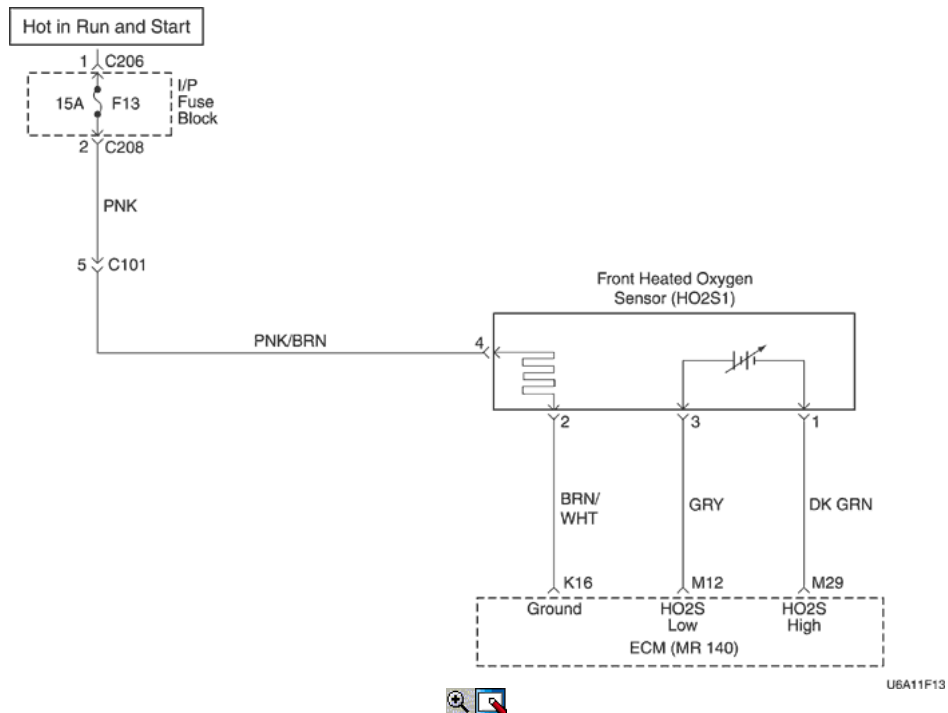 Hot in Run and Start
1 C206
15A F13
I/P
Fuse
Block
2 C208
PNK
5 C101
PNK/BRN
Front Heated Oxygen
Sensor (HO2S1)
4
2 3 1
BRN/
WHT
GRY
DK GRN
K16 M12 M29
Ground
HO2S
Low
HO2S
High
ECM (MR 140)
U6A11F13